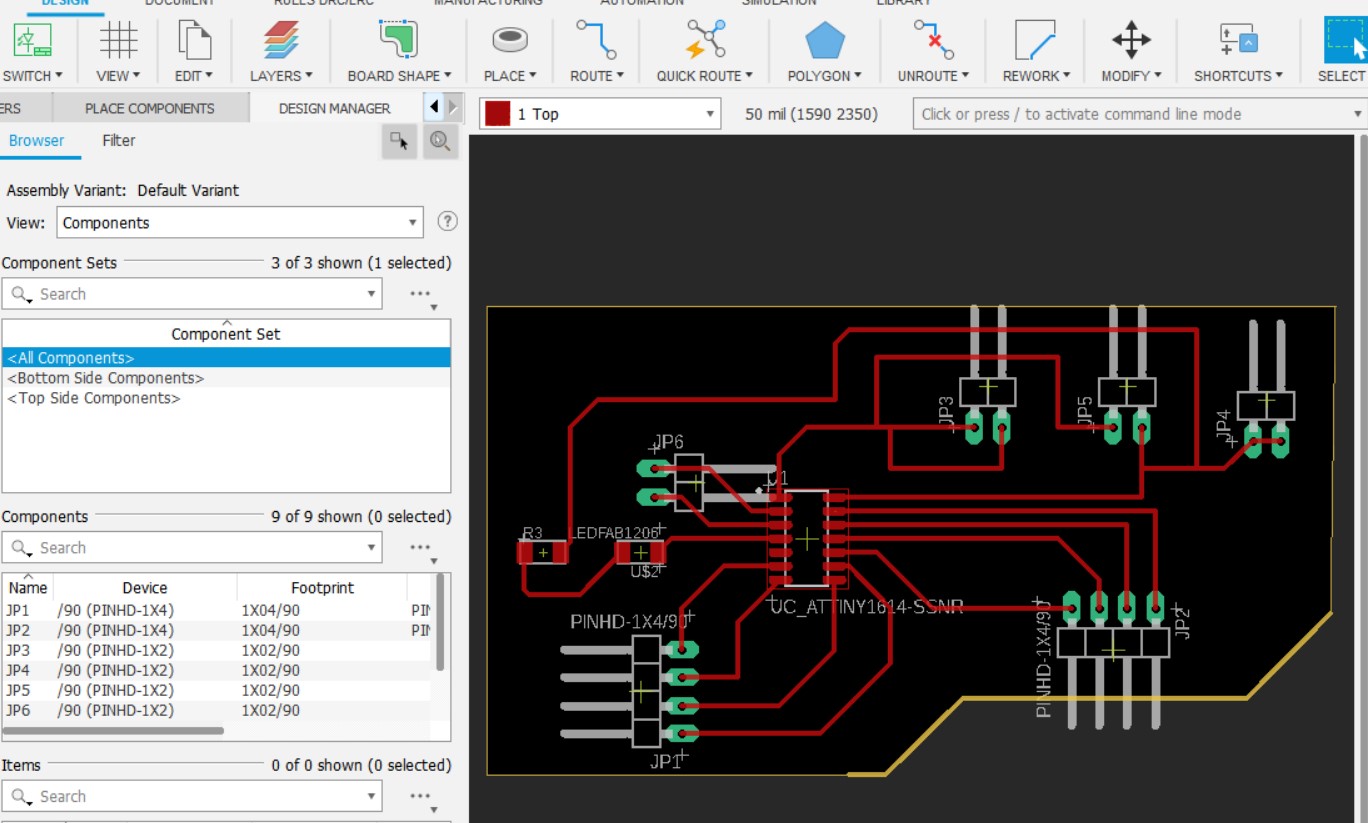 DESIGN DOCUMENT RULES DRC/ERC MANUFACTURING AUTOMATION SIMULATION LIBRARY
SWITCH VIEW EDIT LAYERS BOARD SHAPE PLACE ROUTE QUICK ROUTE POLYGON UNROUTE REWORK MODIFY SHORTCUTS SELECT
ERS PLACE COMPONENTS DESIGN MANAGER
1 Top 50 mil (1590 2350) Click or press / to activate command line mode
Browser Filter
Assembly Variant: Default Variant
View: Components ?
Component Sets 3 of 3 shown (1 selected)
Search
Component Set
<All Components>
<Bottom Side Components>
<Top Side Components>
Components 9 of 9 shown (0 selected)
Search
Name Device Footprint
JP1 /90 (PINHD-1X4) 1X04/90 PIN
JP2 /90 (PINHD-1X4) 1X04/90 PIN
JP3 /90 (PINHD-1X2) 1X02/90
JP4 /90 (PINHD-1X2) 1X02/90
JP5 /90 (PINHD-1X2) 1X02/90
JP6 /90 (PINHD-1X2) 1X02/90
Items 0 of 0 shown (0 selected)
Search
JP3
JP5
JP4
JP6
U1
R3
LEDFAB1206
U$2
UC_ATTINY1614-SSNR
PINHD-1X4/90
JP1
PINHD-1X4/90
JP2